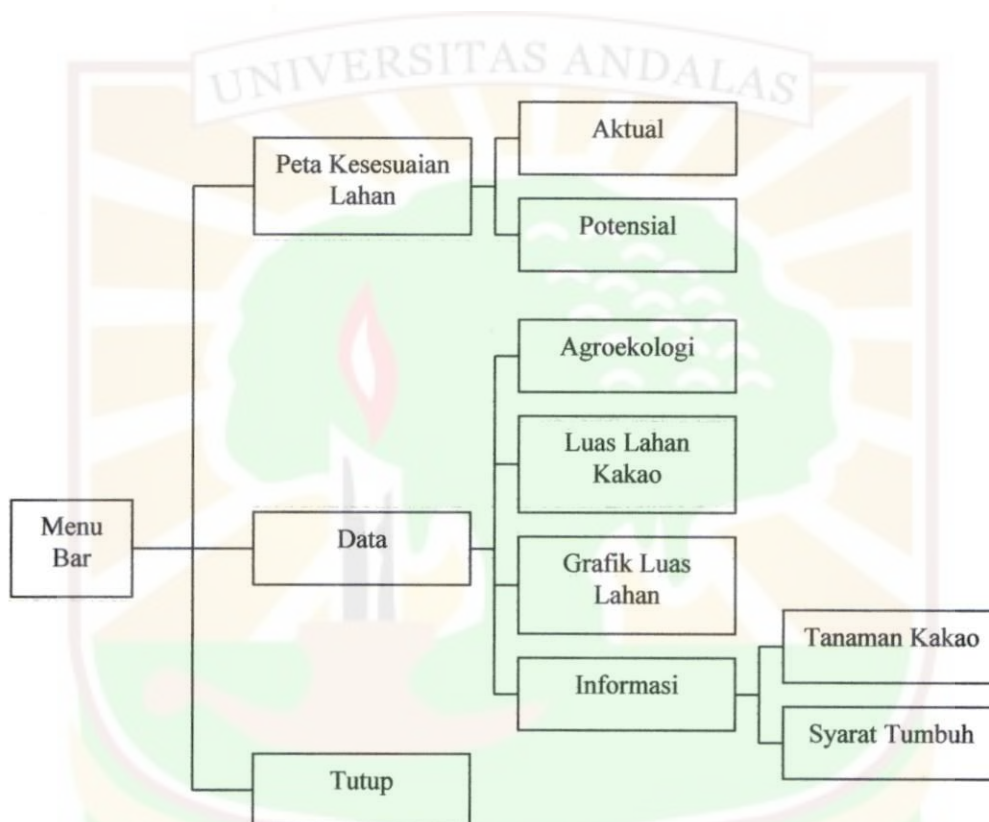 UNIVERSITAS ANDALAS
Aktual
Peta Kesesuaian
Lahan
Potensial
Agroekologi
Luas Lahan
Kakao
Menu
Bar
Data
Grafik Luas
Lahan
Tanaman Kakao
Informasi
Syarat Tumbuh
Tutup